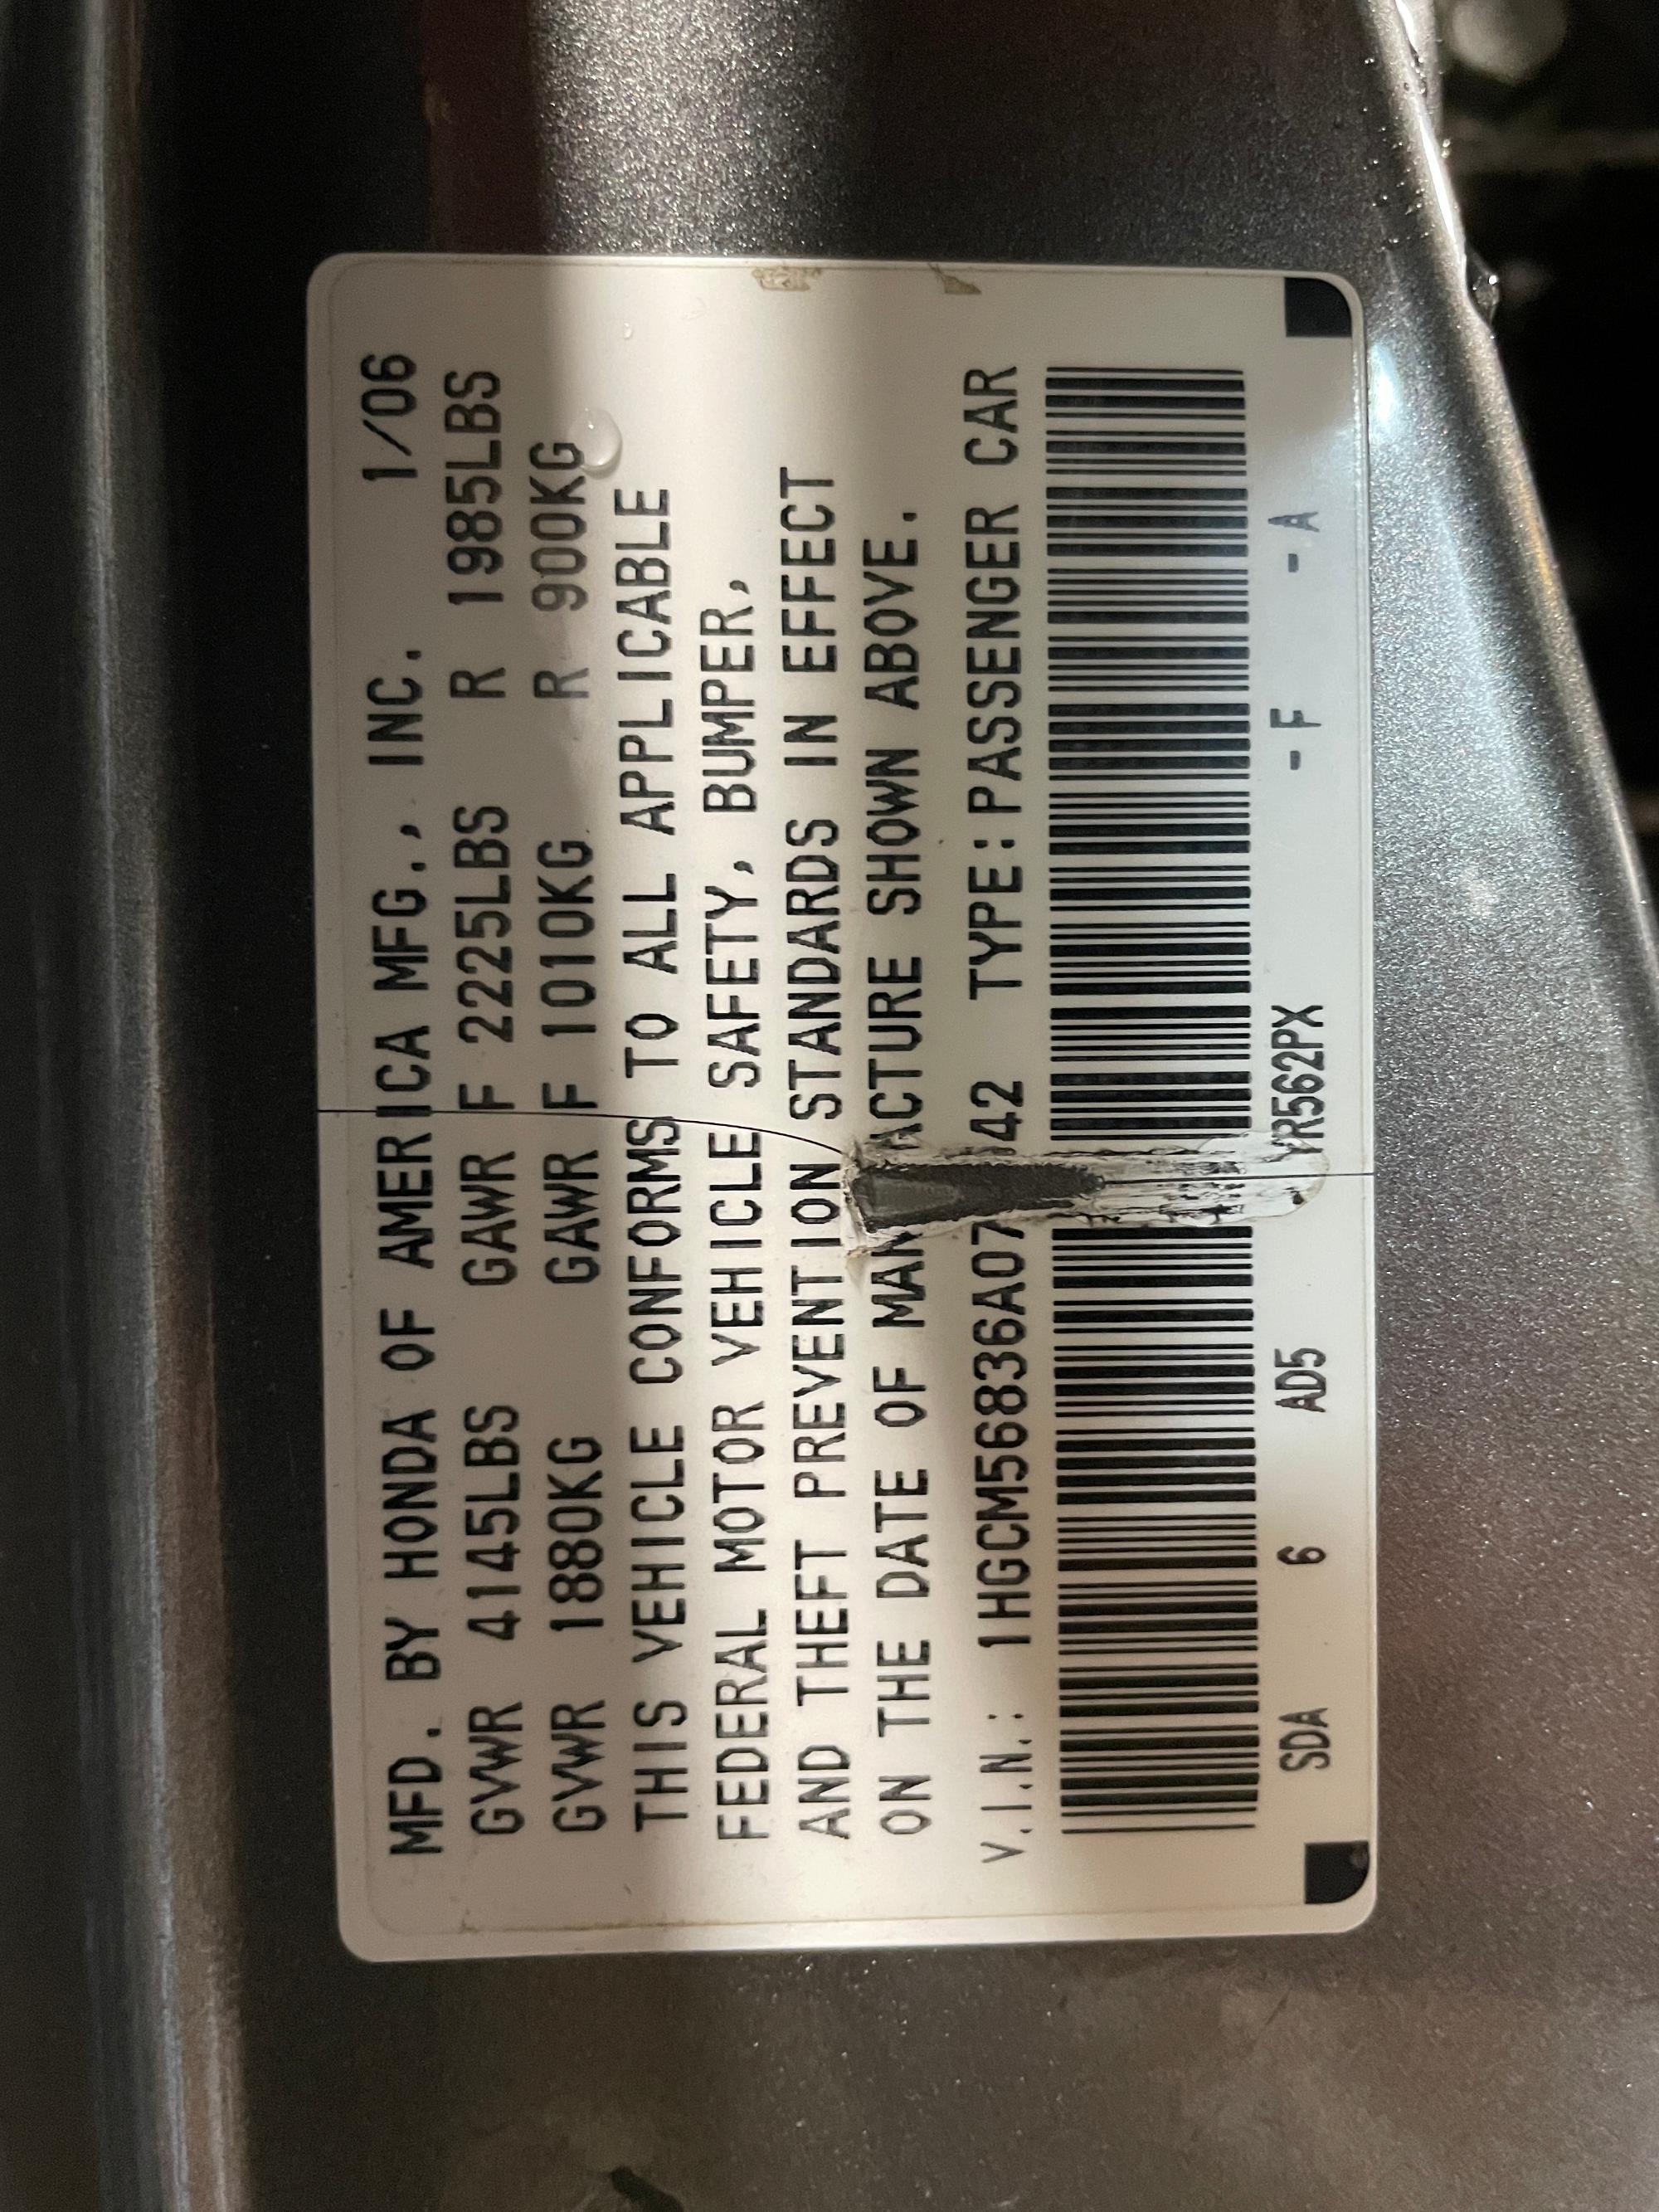 MFD. BY HONDA OF AMERICA MFG., INC. 1/06
GVWR 4145LBS GAWR F 2225LBS R 1985LBS
GVWR 1880KG GAWR F 1010KG R 900KG
THIS VEHICLE CONFORMS TO ALL APPLICABLE
FEDERAL MOTOR VEHICLE SAFETY, BUMPER,
AND THEFT PREVENTION STANDARDS IN EFFECT
ON THE DATE OF MANUFACTURE SHOWN ABOVE.
V.I.N.: TYPE:PASSENGER CAR
SDA 6 AD5 YR562PX - F - A